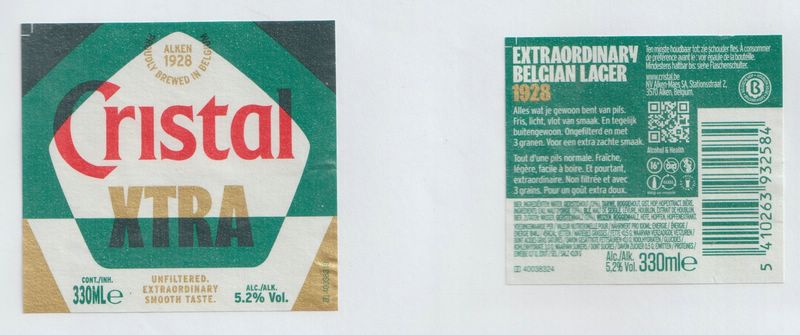 ALKEN
1928
PROUDLY BREWED IN BELGIUM
Cristal
XTRA
CONT./INH.
330ML e
UNFILTERED.
EXTRAORDINARY
SMOOTH TASTE.
ALC./ALK.
5.2% Vol.
EXTRAORDINARY
BELGIAN LAGER
1928
Alles wat je gewoon bent van pils.
Fris, licht, vlot van smaak. En tegelijk
buitengewoon. Ongefilterd en met
3 granen. Voor een extra zachte smaak.
Tout d'une pils normale. Fraîche,
légère, facile à boire. Et pourtant,
extraordinaire. Non filtrée et avec
3 grains. Pour un goût extra doux.
Ten minste houdbaar tot: zie schouder fles. A consommer
de préférence avant le: voir épaule de la bouteille.
Mindestens haltbar bis: siehe Flaschenschulter.
www.cristal.be
NV Alken-Maes SA, Stationsstraat 2,
3570 Alken, Belgium.
B
Alcohol & Health
16+
40038324
Alc./Alk.
5,2% Vol.
330ml e
5 410263 932584